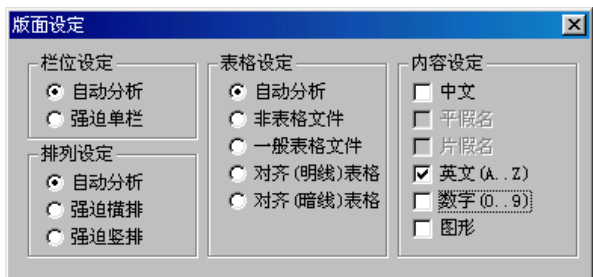 版面设定
栏位设定
自动分析
强迫单栏
排列设定
自动分析
强迫横排
强迫竖排
表格设定
自动分析
非表格文件
一般表格文件
对齐(明线)表格
对齐(暗线)表格
内容设定
中文
平假名
片假名
英文(A..Z)
数字(0..9)
图形